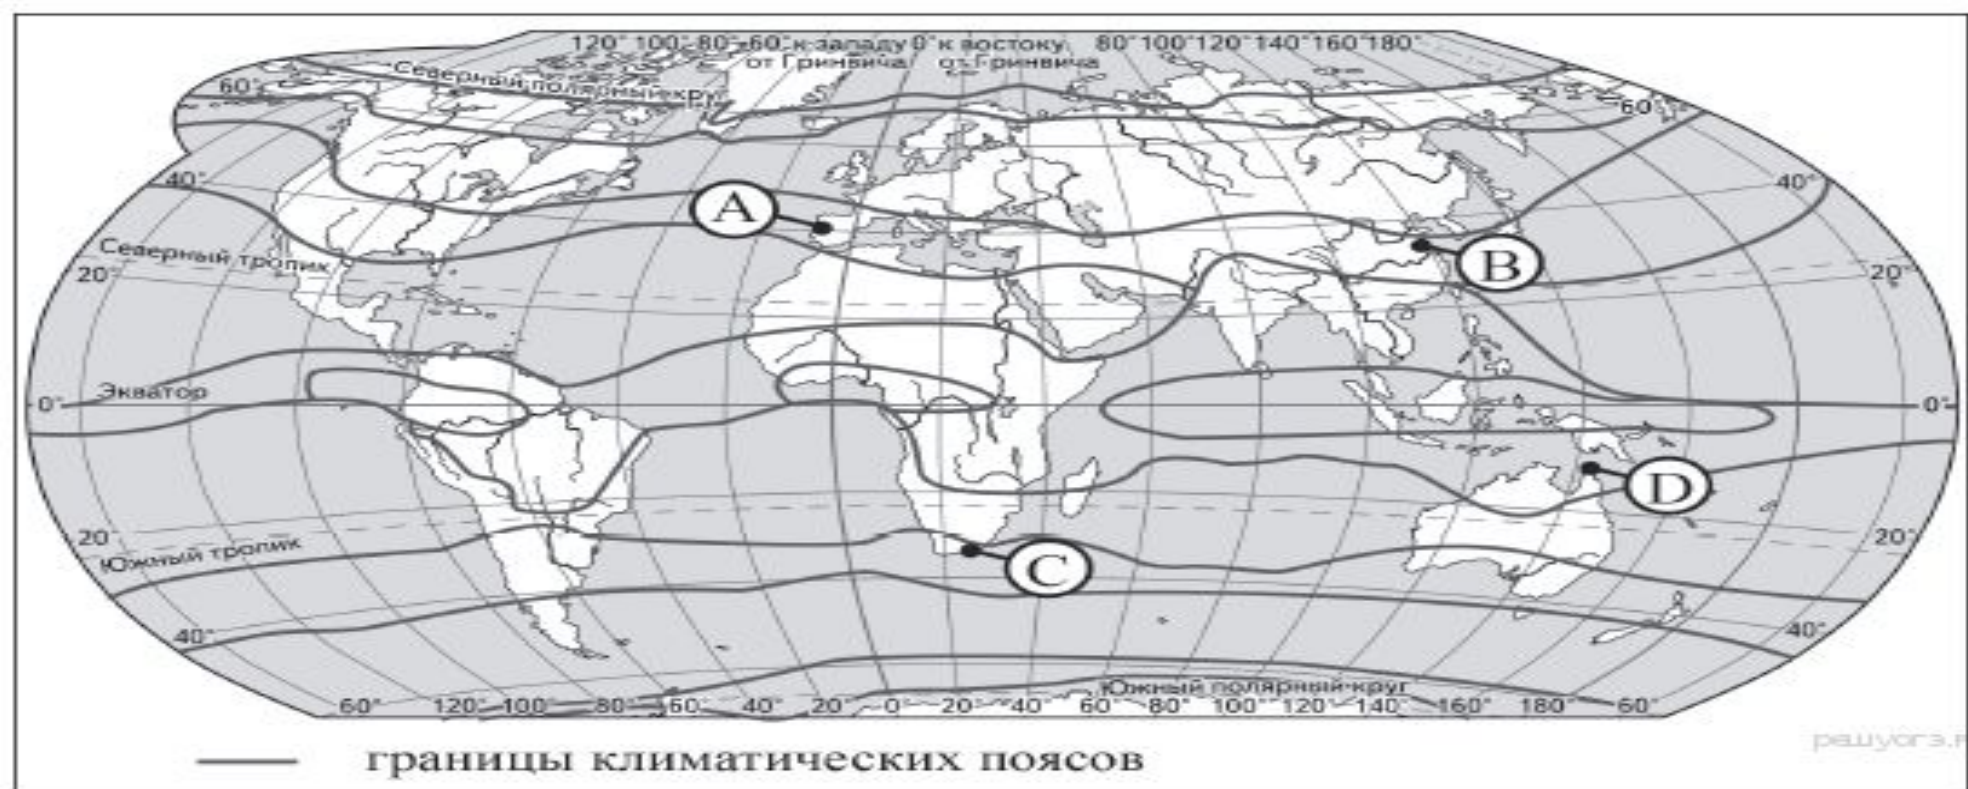 120° 100° 80° 60° к западу 0° к востоку 80° 100° 120° 140° 160° 180°
от Гринвича от Гринвича
Северный полярный круг
60° 60°
A
40° 40°
B
Северный тропик
20° 20°
Экватор
0° 0°
D
20° 20°
Южный тропик
C
40° 40°
Южный полярный круг
60° 120° 100° 80° 60° 40° 20° 0° 20° 40° 60° 80° 100° 120° 140° 160° 180° 60°
границы климатических поясов